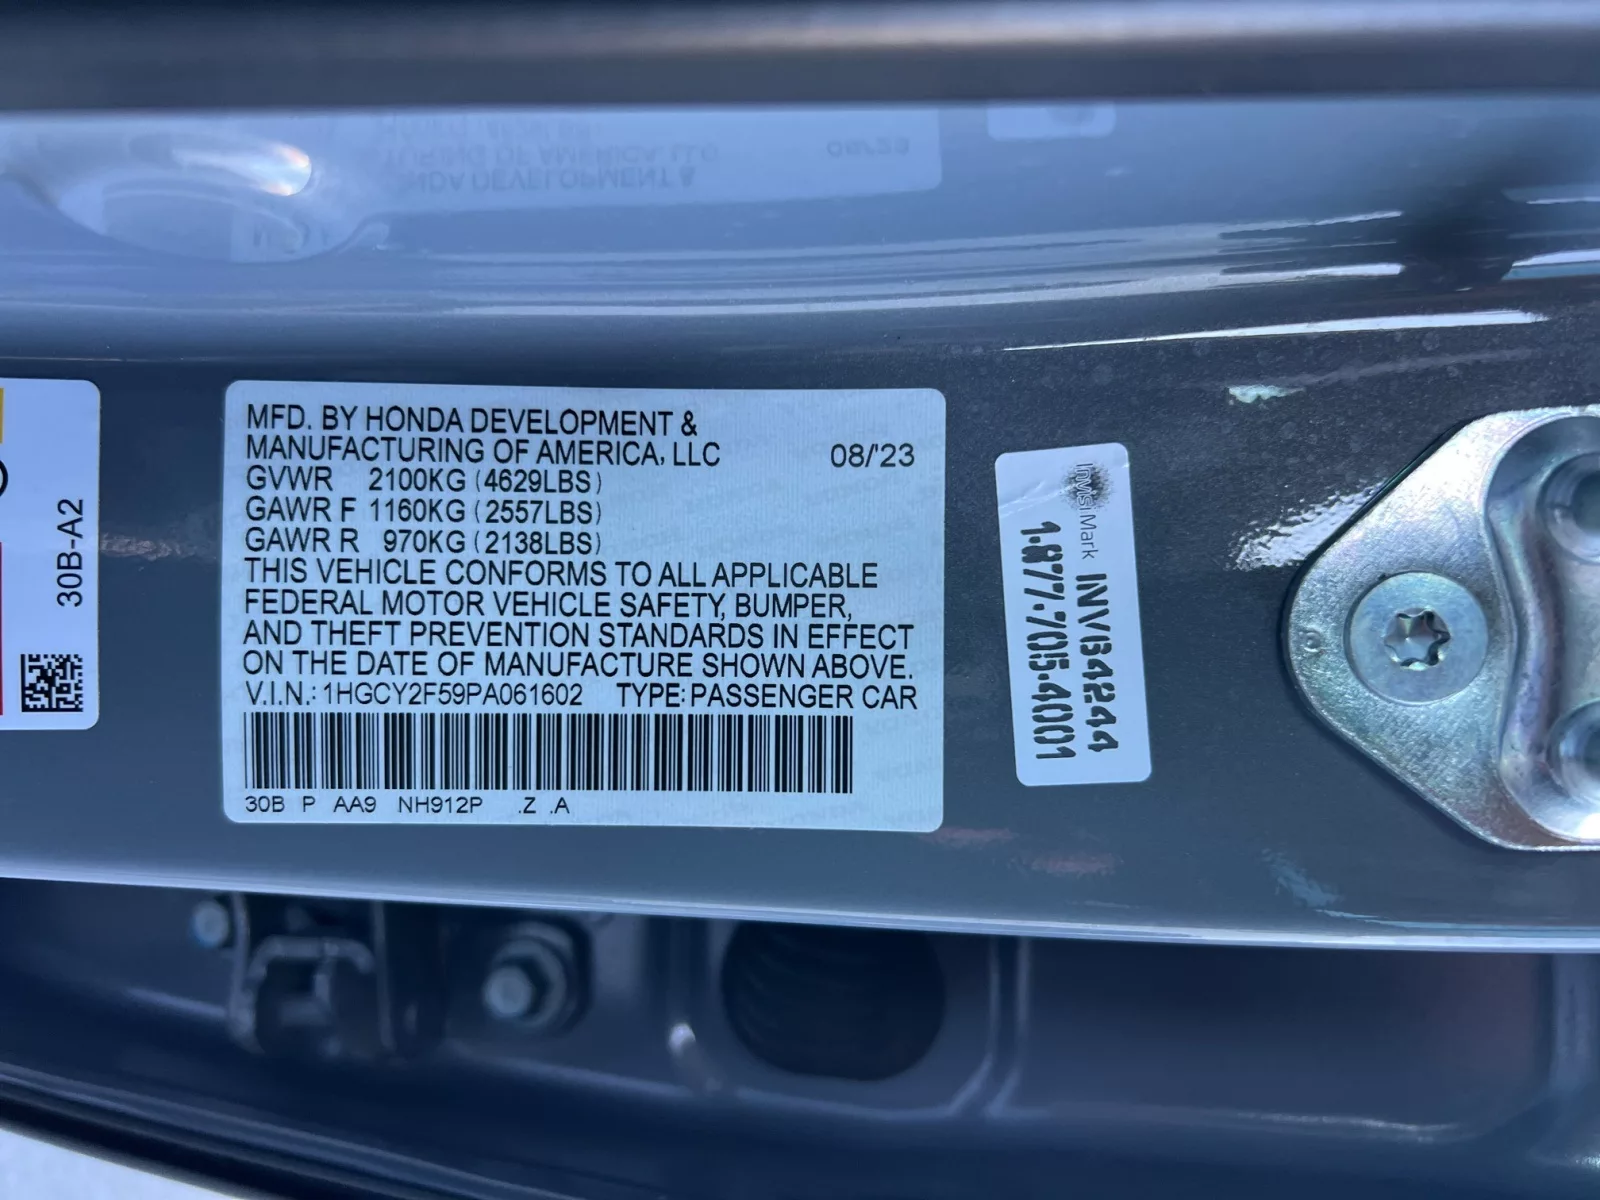 30B-A2
MFD. BY HONDA DEVELOPMENT &
MANUFACTURING OF AMERICA, LLC 08/'23
GVWR 2100KG (4629LBS)
GAWR F 1160KG (2557LBS)
GAWR R 970KG (2138LBS)
THIS VEHICLE CONFORMS TO ALL APPLICABLE
FEDERAL MOTOR VEHICLE SAFETY, BUMPER,
AND THEFT PREVENTION STANDARDS IN EFFECT
ON THE DATE OF MANUFACTURE SHOWN ABOVE.
V.I.N.: 1HGCY2F59PA061602 TYPE: PASSENGER CAR
30B P AA9 NH912P .Z .A
InvisiMark
INV64244
1-877-705-4001